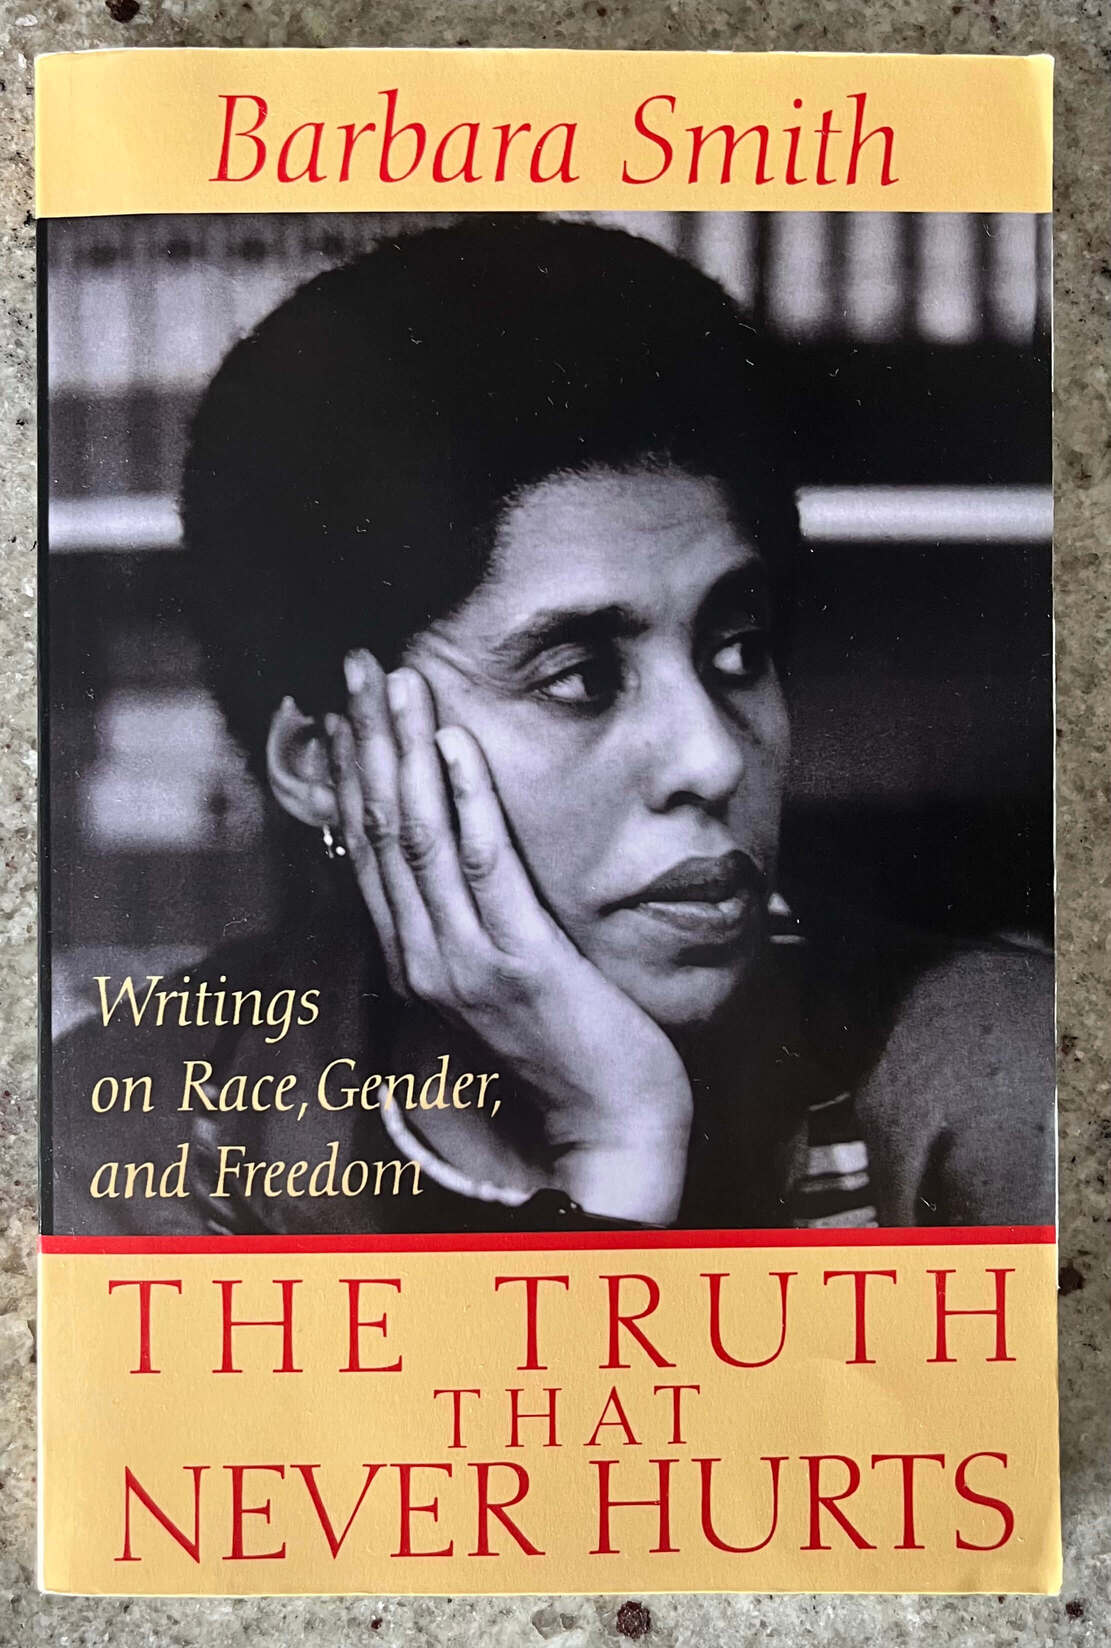 Barbara Smith
Writings
on Race, Gender,
and Freedom
THE TRUTH
THAT
NEVER HURTS